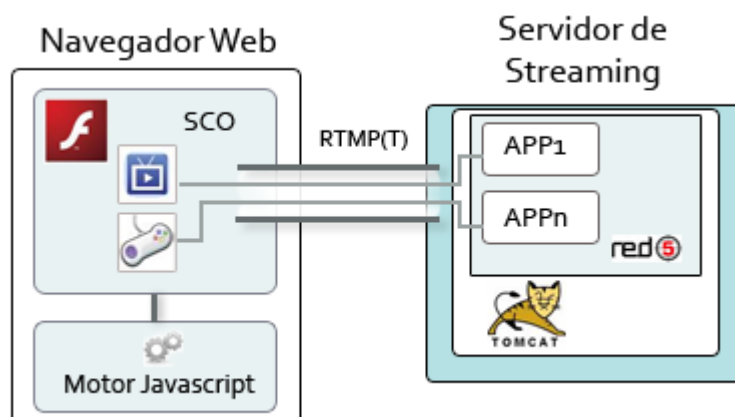 Navegador Web
SCO
Motor Javascript
RTMP(T)
Servidor de
Streaming
APP1
APPn
red5
TOMCAT